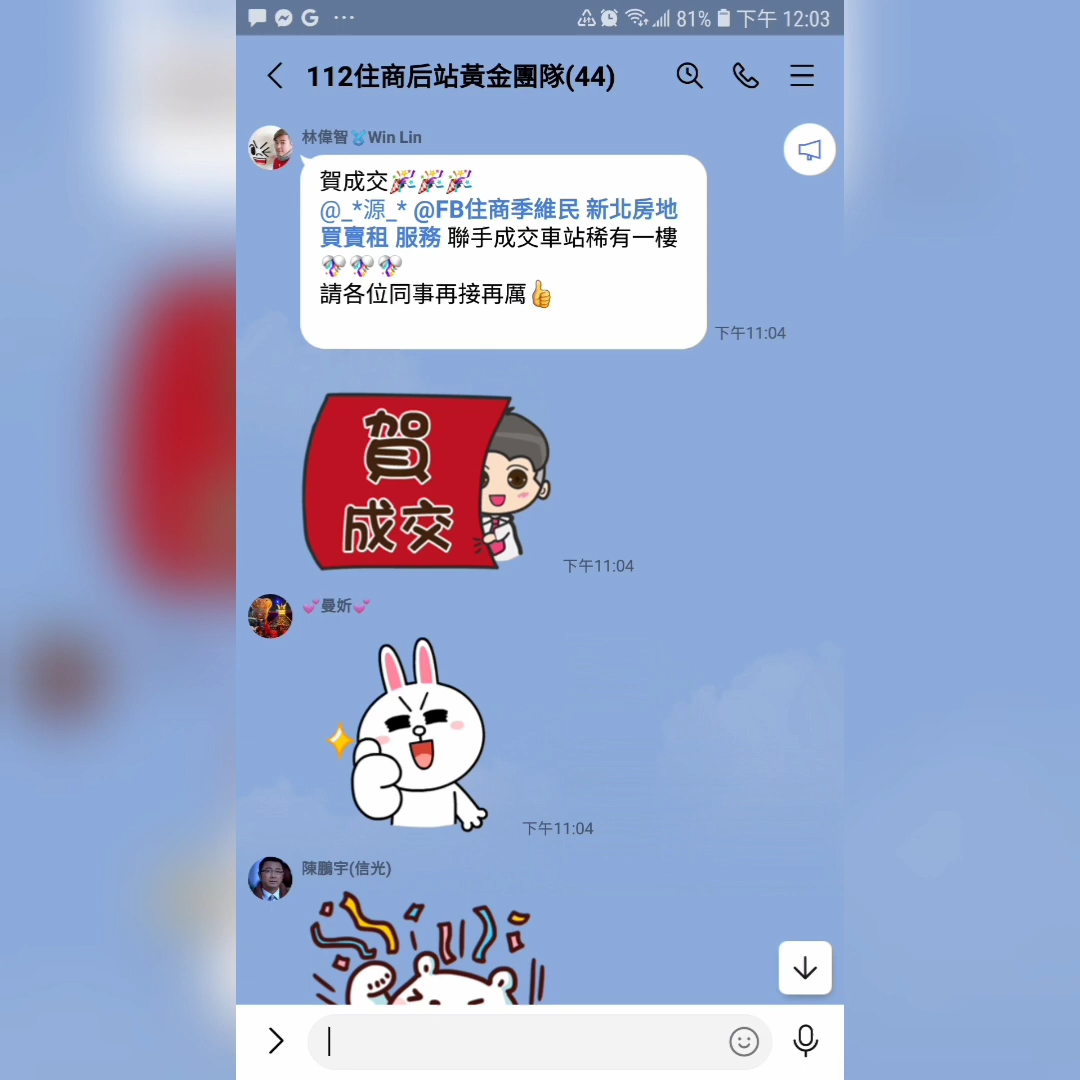 81% 下午 12:03
112住商后站黃金團隊(44)
林偉智Win Lin
賀成交🎉🎉🎉
@_*源_* @FB住商季維民 新北房地
買賣租 服務 聯手成交車站稀有一樓
🎊🎊🎊
請各位同事再接再厲👍
下午11:04
賀
成交
下午11:04
💕曼妡💕
下午11:04
陳鵬宇(信光)